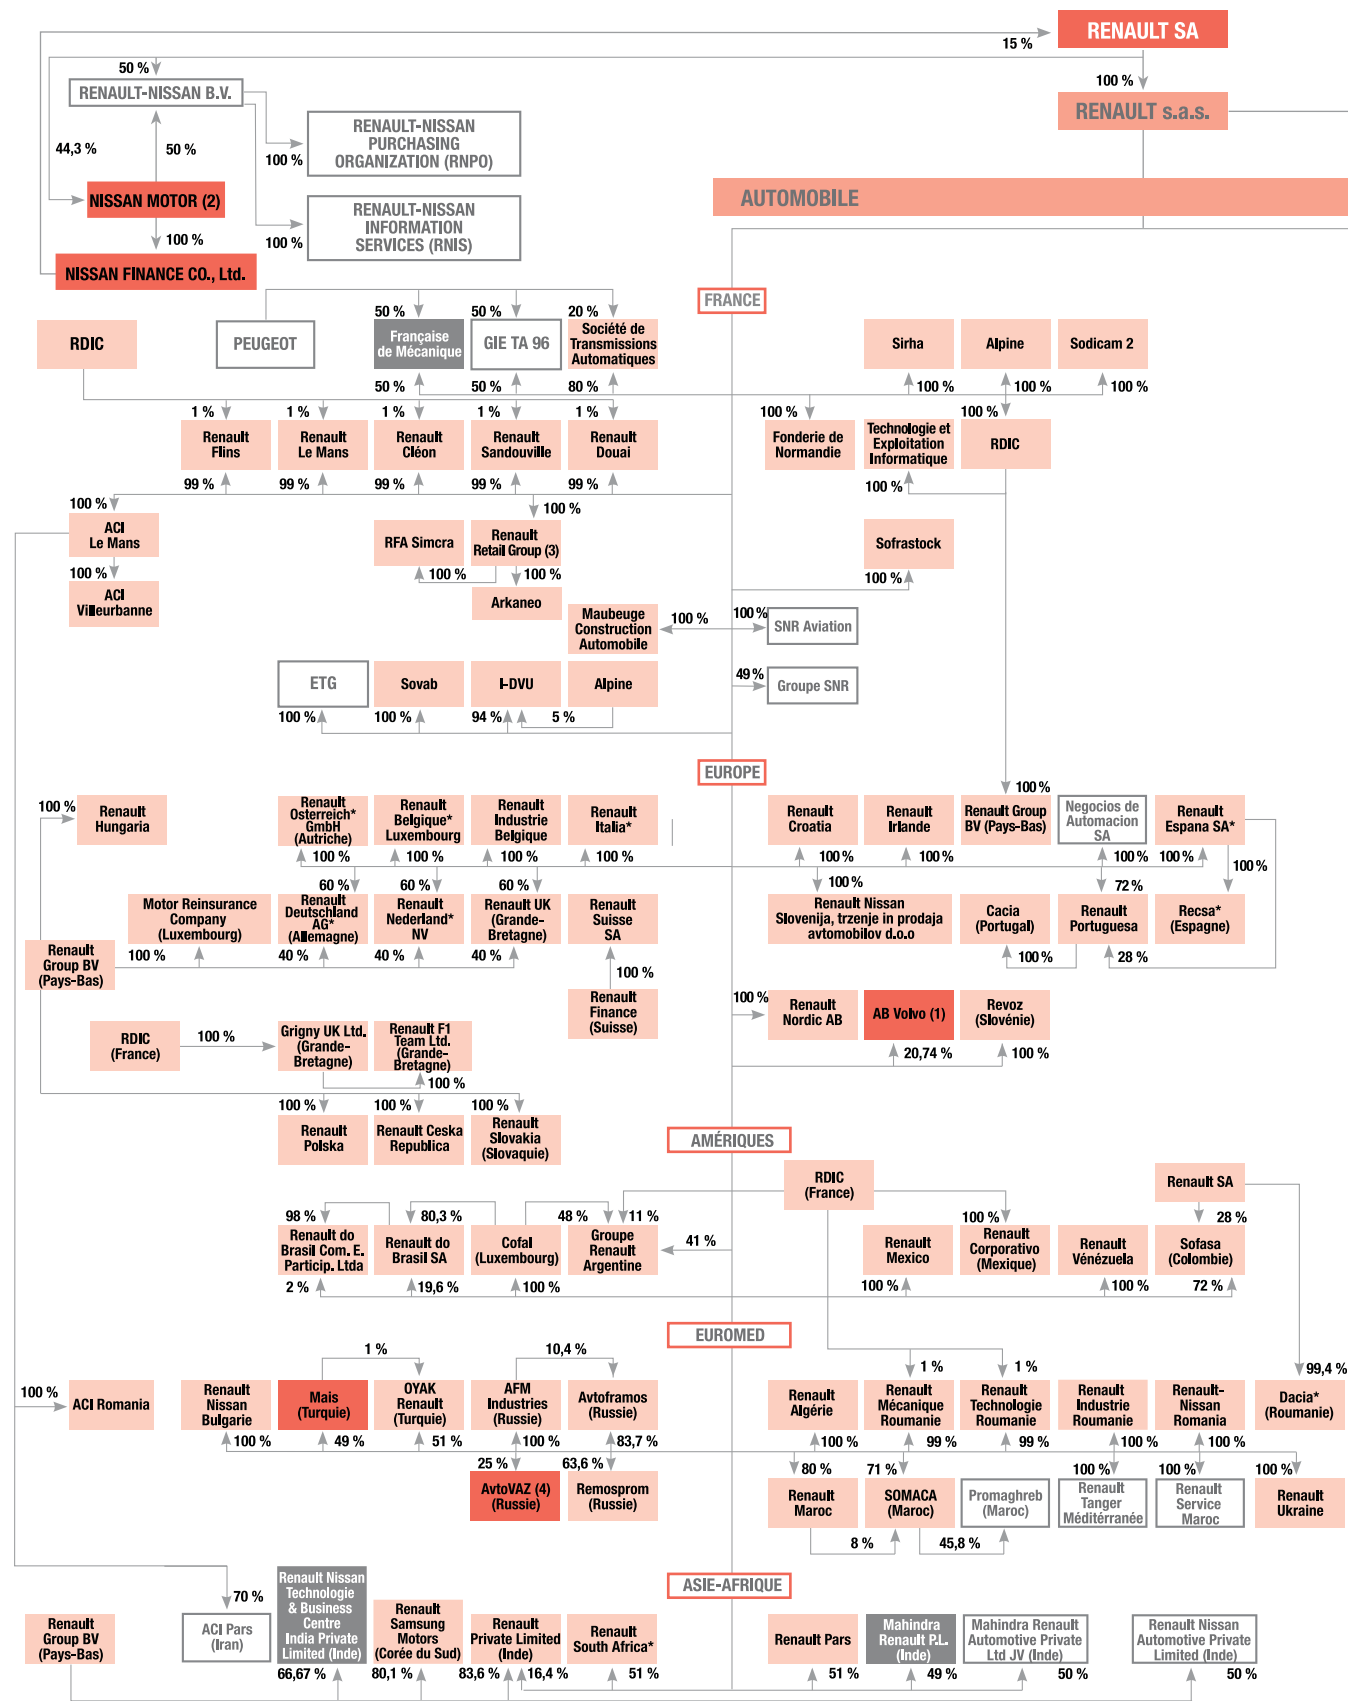 RENAULT SA
15 %
50 %
100 %
RENAULT-NISSAN B.V.
RENAULT s.a.s.
RENAULT-NISSAN
PURCHASING
ORGANIZATION (RNPO)
44,3 %
50 %
100 %
NISSAN MOTOR (2)
AUTOMOBILE
RENAULT-NISSAN
INFORMATION
SERVICES (RNIS)
100 %
100 %
NISSAN FINANCE CO., Ltd.
FRANCE
50 %
50 %
20 %
RDIC
PEUGEOT
Française
de Mécanique
GIE TA 96
Société de
Transmissions
Automatiques
Sirha
Alpine
Sodicam 2
50 %
50 %
80 %
100 %
100 %
100 %
1 %
1 %
1 %
1 %
1 %
100 %
100 %
Renault
Flins
Renault
Le Mans
Renault
Cléon
Renault
Sandouville
Renault
Douai
Fonderie de
Normandie
Technologie et
Exploitation
Informatique
RDIC
99 %
99 %
99 %
99 %
99 %
100 %
100 %
100 %
ACI
Le Mans
RFA Simcra
Renault
Retail Group (3)
Sofrastock
100 %
100 %
100 %
100 %
ACI
Villeurbanne
Arkaneo
Maubeuge
Construction
Automobile
100 %
100 %
SNR Aviation
ETG
Sovab
I-DVU
Alpine
49 %
Groupe SNR
100 %
100 %
94 %
5 %
EUROPE
100 %
100 %
Renault
Hungaria
Renault
Osterreich*
GmbH
(Autriche)
Renault
Belgique*
Luxembourg
Renault
Industrie
Belgique
Renault
Italia*
Renault
Croatia
Renault
Irlande
Renault Group
BV (Pays-Bas)
Negocios de
Automacion
SA
Renault
Espana SA*
100 %
100 %
100 %
100 %
100 %
100 %
100 %
100 %
100 %
60 %
60 %
60 %
100 %
72 %
Motor Reinsurance
Company
(Luxembourg)
Renault
Deutschland
AG*
(Allemagne)
Renault
Nederland*
NV
Renault UK
(Grande-
Bretagne)
Renault
Suisse
SA
Renault Nissan
Slovenija, trzenje in prodaja
avtomobilov d.o.o
Cacia
(Portugal)
Renault
Portuguesa
Recsa*
(Espagne)
Renault
Group BV
(Pays-Bas)
100 %
40 %
40 %
40 %
100 %
28 %
100 %
Renault
Finance
(Suisse)
100 %
Renault
Nordic AB
AB Volvo (1)
Revoz
(Slovénie)
RDIC
(France)
100 %
Grigny UK Ltd.
(Grande-
Bretagne)
Renault F1
Team Ltd.
(Grande-
Bretagne)
20,74 %
100 %
100 %
100 %
100 %
100 %
Renault
Polska
Renault Ceska
Republica
Renault
Slovakia
(Slovaquie)
AMÉRIQUES
RDIC
(France)
Renault SA
98 %
80,3 %
48 %
11 %
100 %
28 %
Renault do
Brasil Com. E.
Particip. Ltda
Renault do
Brasil SA
Cofal
(Luxembourg)
Groupe
Renault
Argentine
41 %
Renault
Mexico
Renault
Corporativo
(Mexique)
Renault
Vénézuela
Sofasa
(Colombie)
2 %
19,6 %
100 %
100 %
100 %
72 %
EUROMED
1 %
10,4 %
1 %
1 %
99,4 %
100 %
ACI Romania
Renault
Nissan
Bulgarie
Mais
(Turquie)
OYAK
Renault
(Turquie)
AFM
Industries
(Russie)
Avtoframos
(Russie)
Renault
Algérie
Renault
Mécanique
Roumanie
Renault
Technologie
Roumanie
Renault
Industrie
Roumanie
Renault-
Nissan
Romania
Dacia*
(Roumanie)
100 %
49 %
51 %
100 %
83,7 %
100 %
99 %
99 %
100 %
100 %
25 %
63,6 %
80 %
71 %
100 %
100 %
100 %
AvtoVAZ (4)
(Russie)
Remosprom
(Russie)
Renault
Maroc
SOMACA
(Maroc)
Promaghreb
(Maroc)
Renault
Tanger
Méditérranée
Renault
Service
Maroc
Renault
Ukraine
8 %
45,8 %
ASIE-AFRIQUE
70 %
Renault
Group BV
(Pays-Bas)
ACI Pars
(Iran)
Renault Nissan
Technologie
& Business
Centre
India Private
Limited (Inde)
Renault
Samsung
Motors
(Corée du Sud)
Renault
Private Limited
(Inde)
Renault
South Africa*
Renault Pars
Mahindra
Renault P.L.
(Inde)
Mahindra Renault
Automotive Private
Ltd JV (Inde)
Renault Nissan
Automotive Private
Limited (Inde)
66,67 %
80,1 %
83,6 %
16,4 %
51 %
51 %
49 %
50 %
50 %